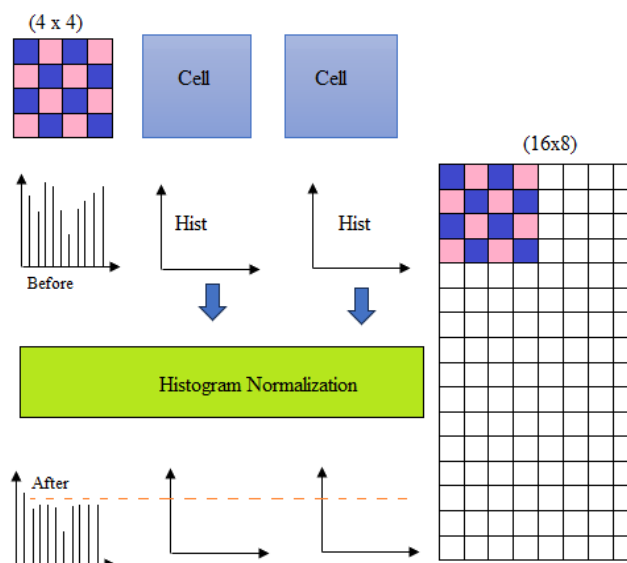 (4 x 4)
Cell
Cell
(16x8)
Hist
Hist
Before
Histogram Normalization
After